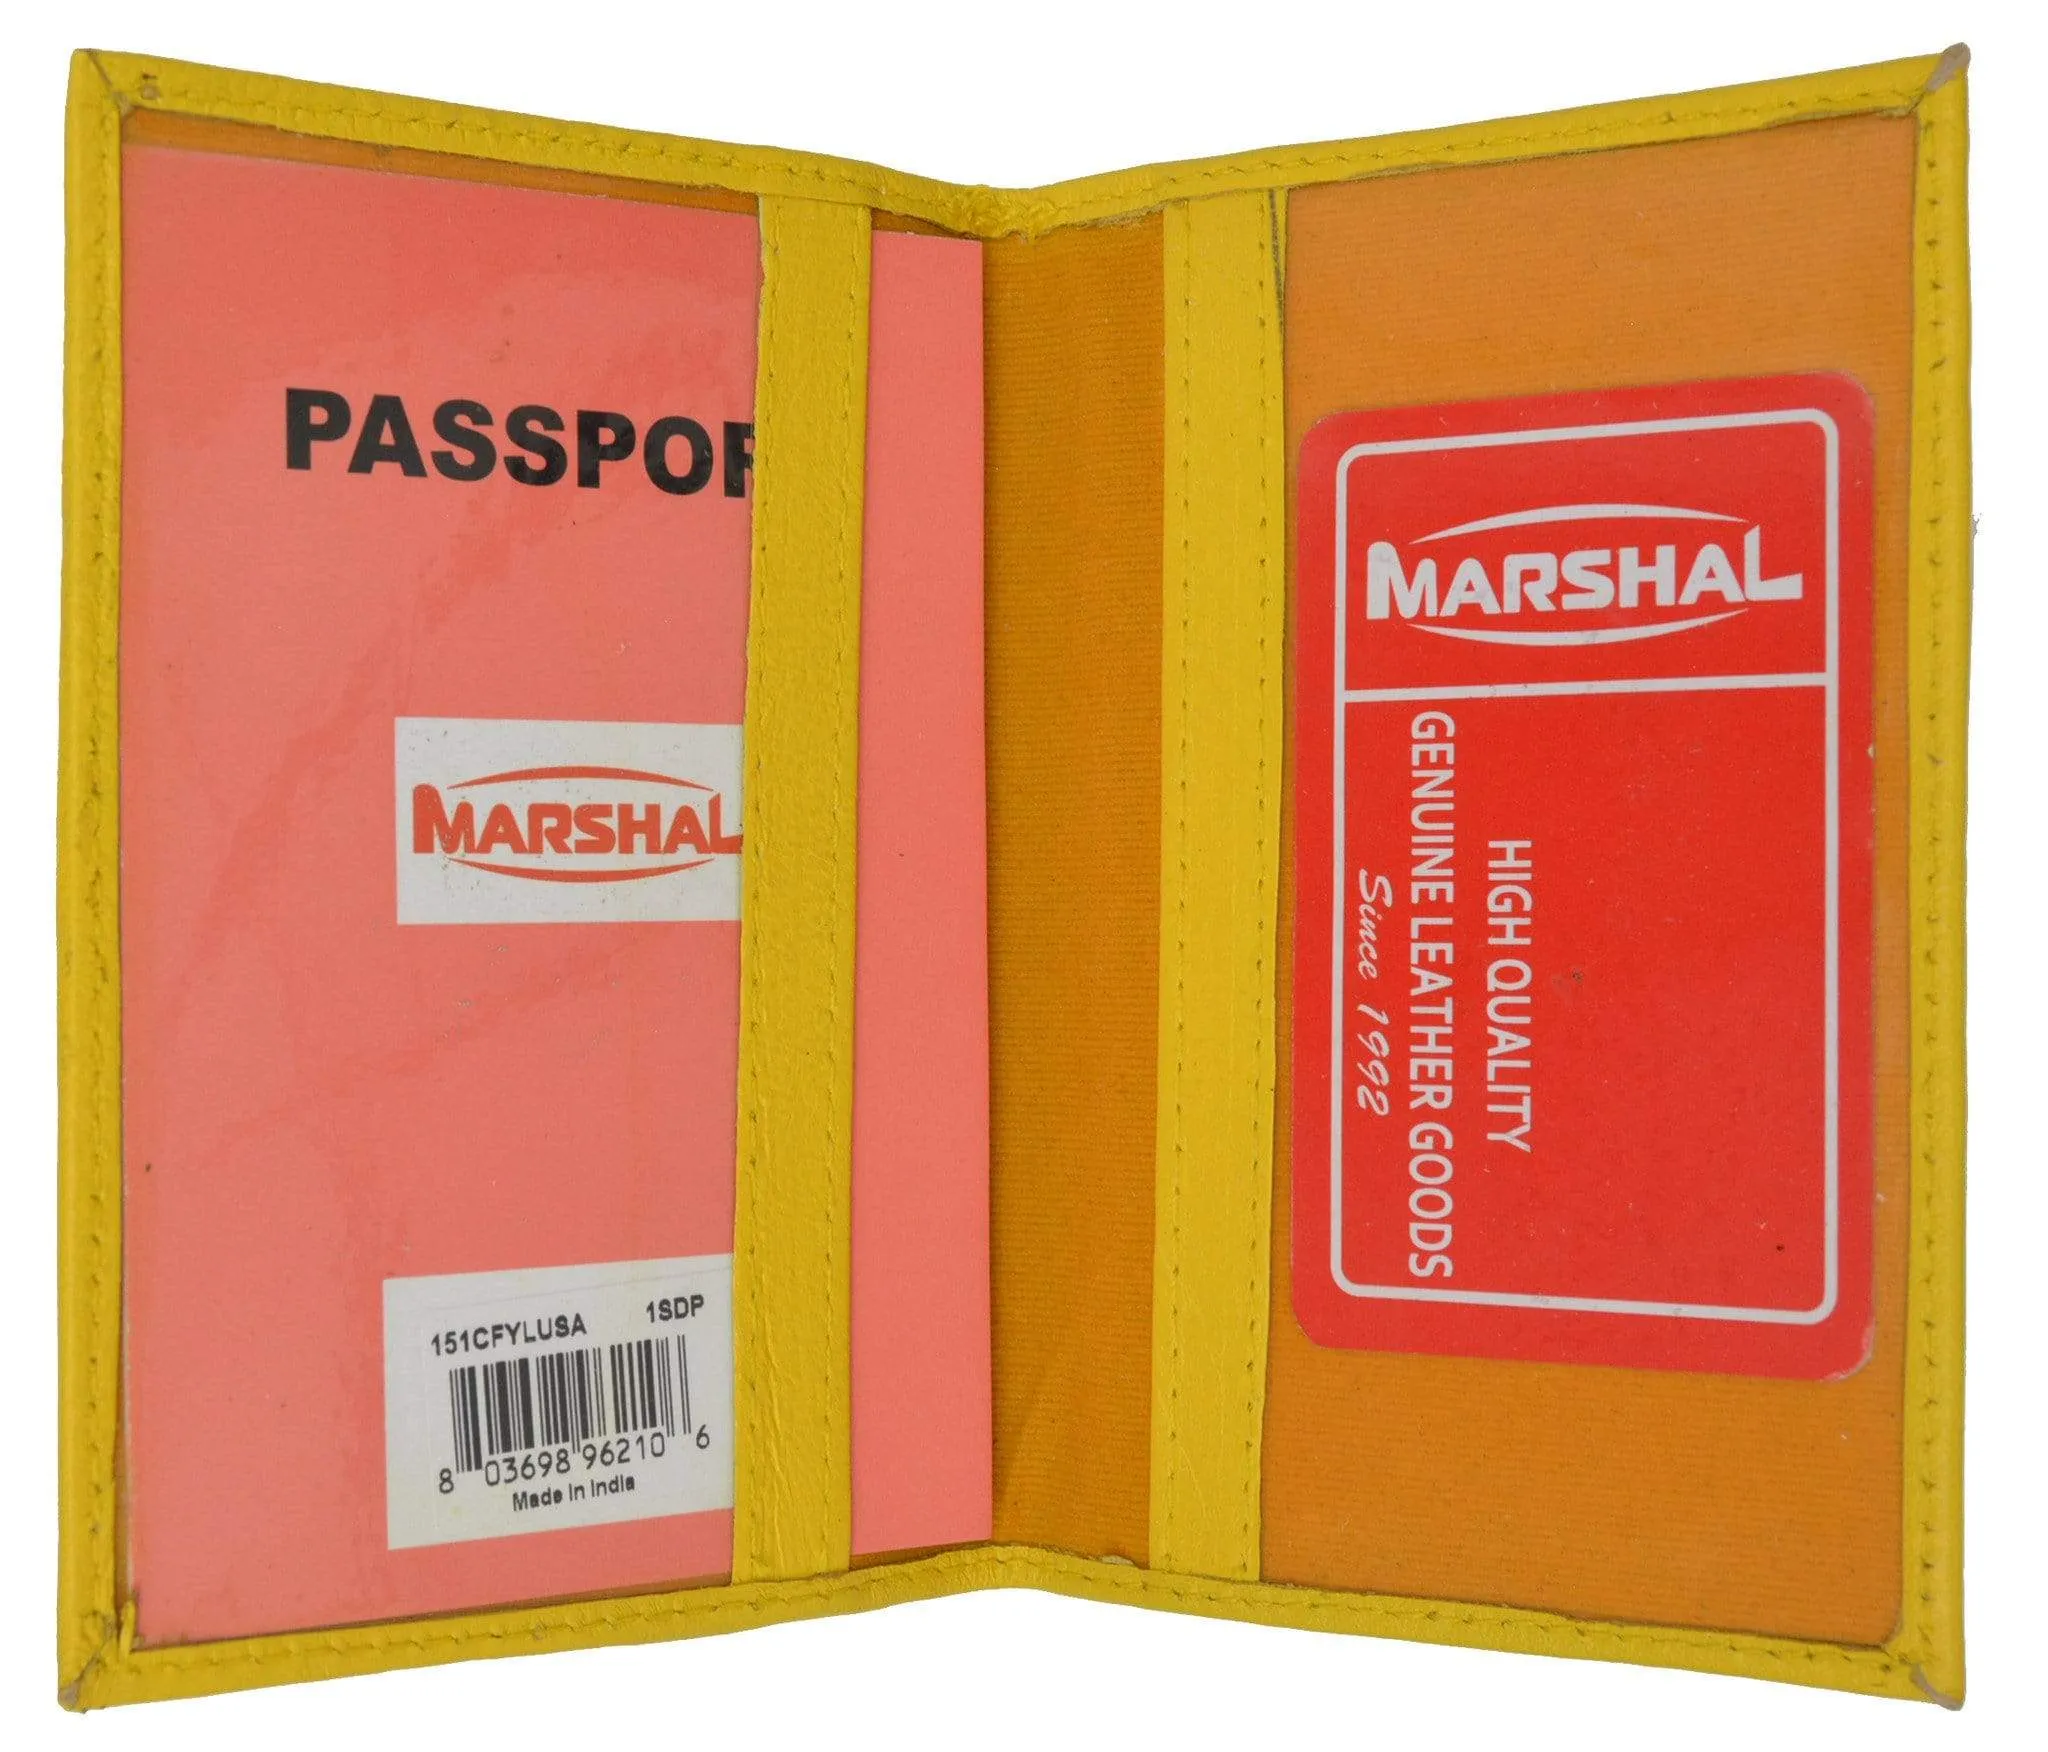 PASSPOR
MARSHAL
151CFYLUSA 1SDP
8 03698 96210 6
Made in India
MARSHAL
HIGH QUALITY
GENUINE LEATHER GOODS
Since 1992